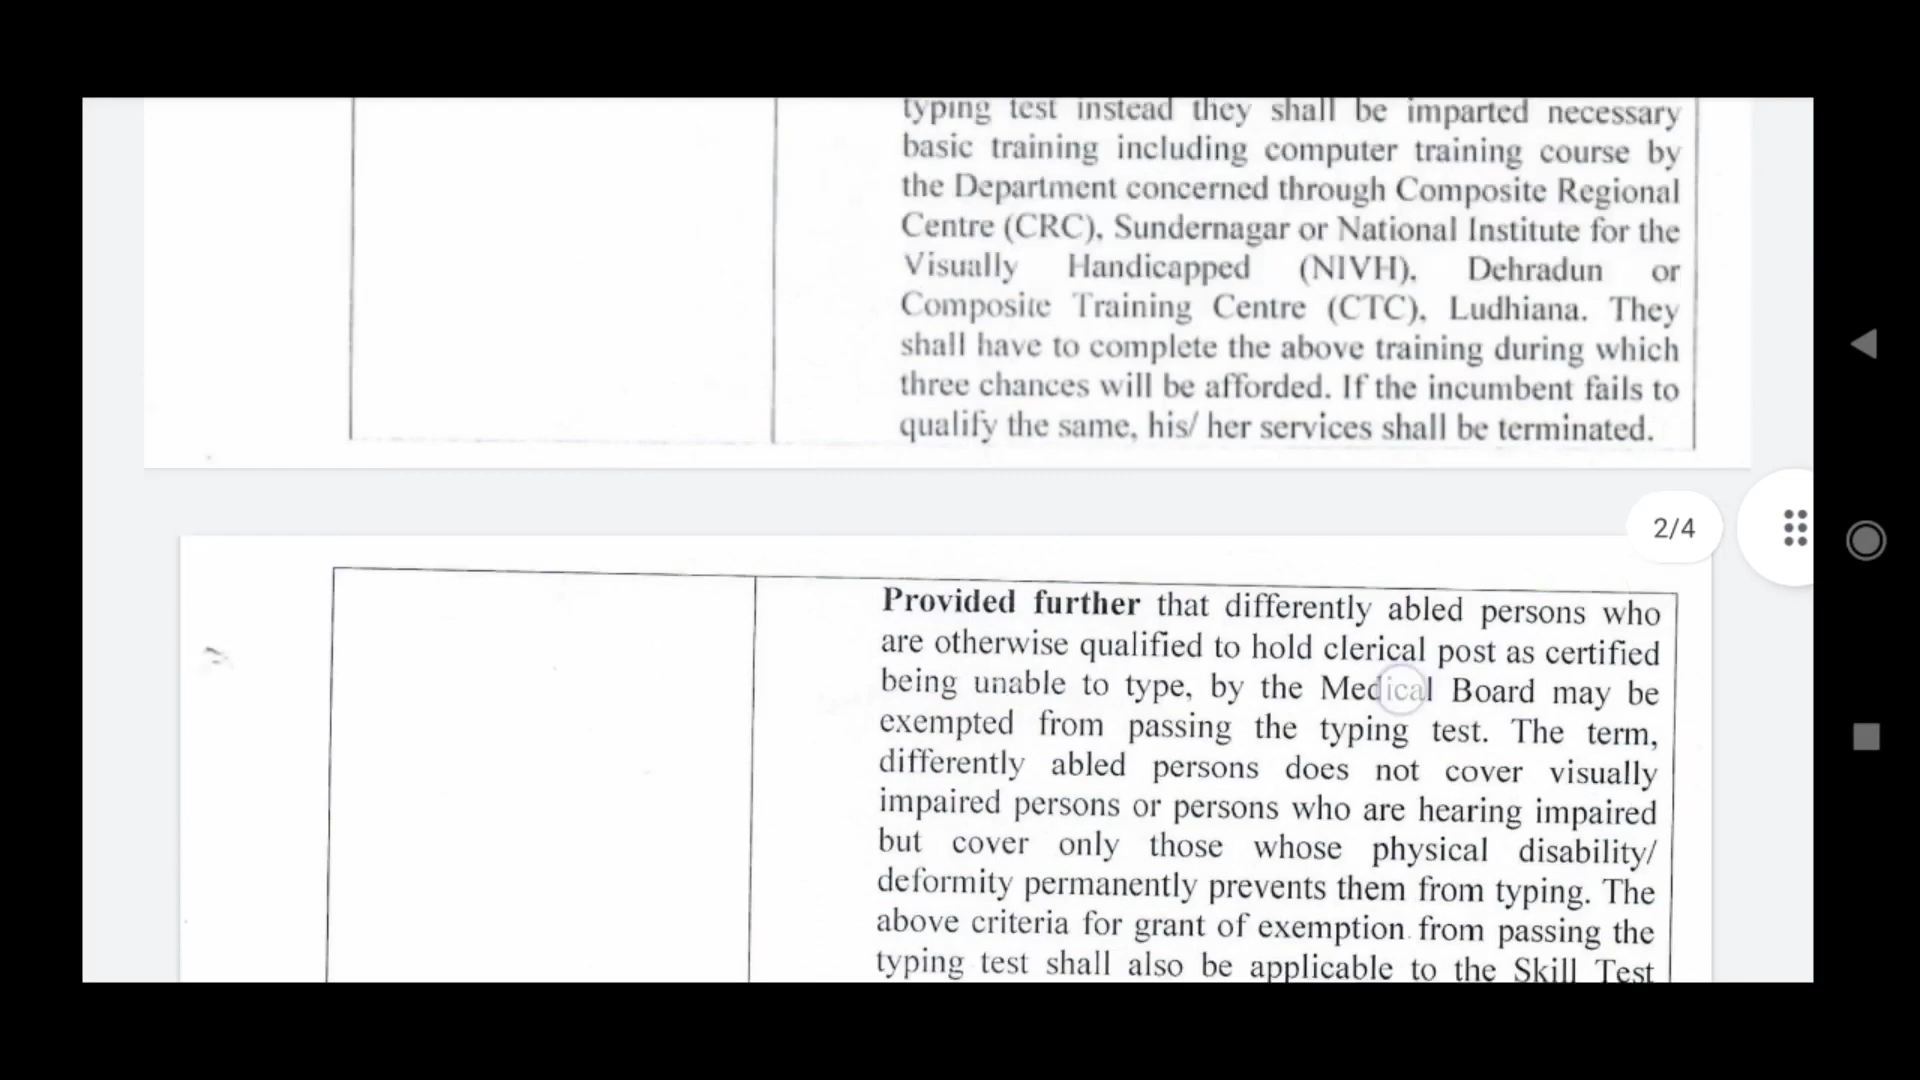 typing test instead they shall be imparted necessary
basic training including computer training course by
the Department concerned through Composite Regional
Centre (CRC), Sundernagar or National Institute for the
Visually Handicapped (NIVH), Dehradun or
Composite Training Centre (CTC), Ludhiana. They
shall have to complete the above training during which
three chances will be afforded. If the incumbent fails to
qualify the same, his/ her services shall be terminated.
2/4
Provided further that differently abled persons who
are otherwise qualified to hold clerical post as certified
being unable to type, by the Medical Board may be
exempted from passing the typing test. The term,
differently abled persons does not cover visually
impaired persons or persons who are hearing impaired
but cover only those whose physical disability/
deformity permanently prevents them from typing. The
above criteria for grant of exemption from passing the
typing test shall also be applicable to the Skill Test